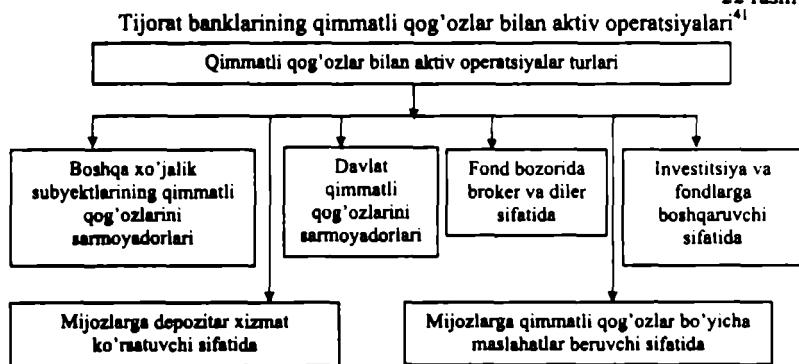 Tijorat banklarining qimmatli qog'ozlar bilan aktiv operatsiyalari⁴¹
Qimmatli qog'ozlar bilan aktiv operatsiyalar turlari
Boshqa xo'jalik
subyektlarining qimmatli
qog'ozlarini
sarmoyadorlari
Davlat
qimmatli
qog'ozlarini
sarmoyadorlari
Fond bozorida
broker va diler
sifatida
Investitsiya va
fondlarga
boshqaruvchi
sifatida
Mijozlarga depozitar xizmat
ko'rsatuvchi sifatida
Mijozlarga qimmatli qog'ozlar bo'yicha
maslahatlar beruvchi sifatida